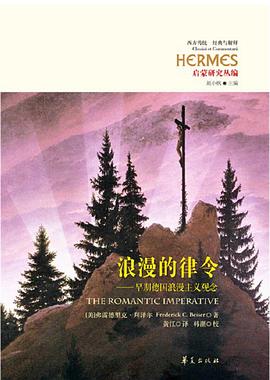 西方传统 经典与解释
Classici et Commentarii
HERMES
启蒙研究丛编
刘小枫●主编
浪漫的律令
——早期德国浪漫主义观念
THE ROMANTIC IMPERATIVE
[美]弗雷德里克·拜泽尔 Frederick C. Beiser 著
黄江 译 韩潮 校
华夏出版社